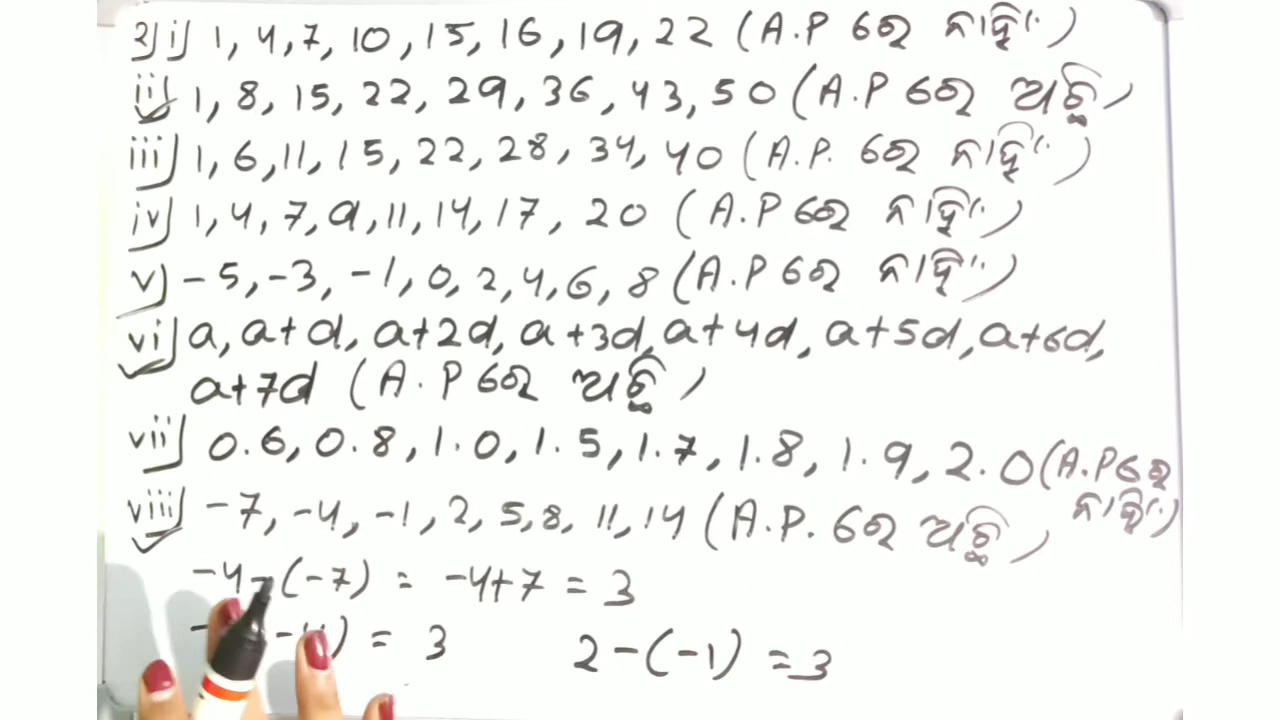 2) i) 1, 4, 7, 10, 15, 16, 19, 22 (A.P ରେ ନାହିଁ)
ii) 1, 8, 15, 22, 29, 36, 43, 50 (A.P ରେ ଅଛି)
iii) 1, 6, 11, 15, 22, 28, 34, 40 (A.P. ରେ ନାହିଁ)
iv) 1, 4, 7, 9, 11, 14, 17, 20 (A.P ରେ ନାହିଁ)
v) -5, -3, -1, 0, 2, 4, 6, 8 (A.P ରେ ନାହିଁ)
vi) a, a+d, a+2d, a+3d, a+4d, a+5d, a+6d,
a+7d (A.P ରେ ଅଛି)
vii) 0.6, 0.8, 1.0, 1.5, 1.7, 1.8, 1.9, 2.0 (A.P ରେ
ନାହିଁ)
viii) -7, -4, -1, 2, 5, 8, 11, 14 (A.P. ରେ ଅଛି)
-4-(-7) = -4+7 = 3
= 3 2-(-1) = 3